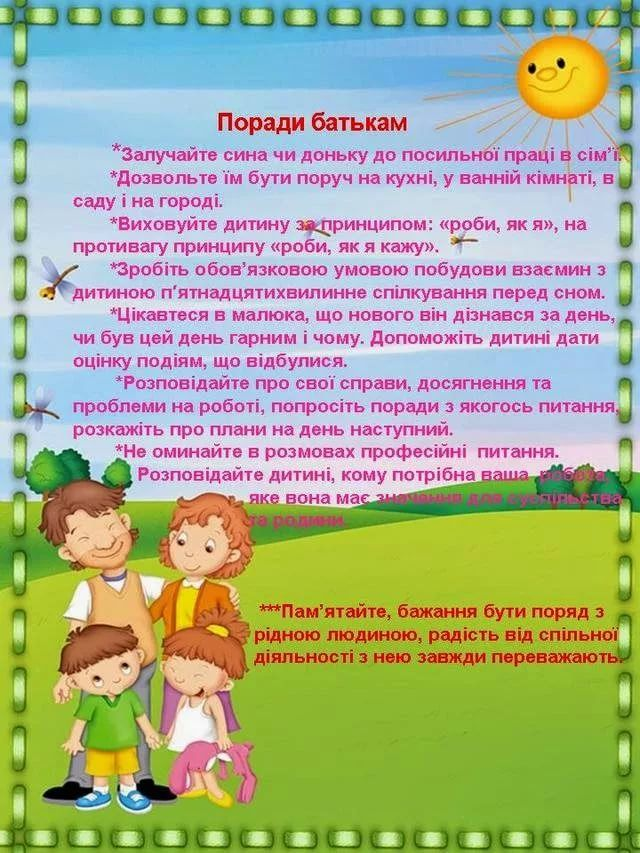 Поради батькам
*Залучайте сина чи доньку до посильної праці в сім’ї.
*Дозвольте їм бути поруч на кухні, у ванній кімнаті, в
саду і на городі.
*Виховуйте дитину за принципом: «роби, як я», на
противагу принципу «роби, як я кажу».
*Зробіть обов’язковою умовою побудови взаємин з
дитиною п’ятнадцятихвилинне спілкування перед сном.
*Цікавтеся в малюка, що нового він дізнався за день,
чи був цей день гарним і чому. Допоможіть дитині дати
оцінку подіям, що відбулися.
*Розповідайте про свої справи, досягнення та
проблеми на роботі, попросіть поради з якогось питання,
розкажіть про плани на день наступний.
*Не оминайте в розмовах професійні питання.
Розповідайте дитині, кому потрібна ваша робота,
яке вона має значення для суспільства
та родини.
***Пам’ятайте, бажання бути поряд з
рідною людиною, радість від спільної
діяльності з нею завжди переважають.